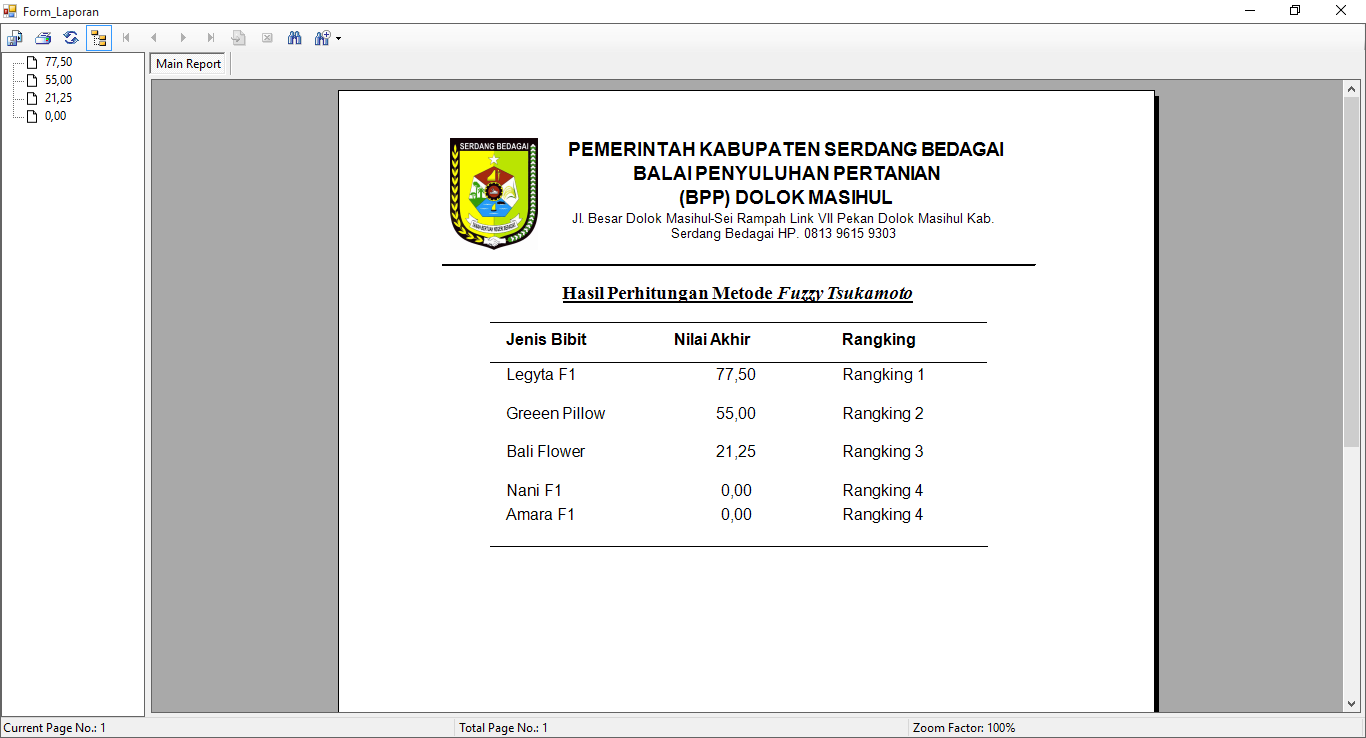 Form_Laporan
77,50
55,00
21,25
0,00
Main Report
SERDANG BEDAGAI
PEMERINTAH KABUPATEN SERDANG BEDAGAI
BALAI PENYULUHAN PERTANIAN
(BPP) DOLOK MASIHUL
Jl. Besar Dolok Masihul-Sei Rampah Link VII Pekan Dolok Masihul Kab.
Serdang Bedagai HP. 0813 9615 9303
Hasil Perhitungan Metode Fuzzy Tsukamoto
Jenis Bibit Nilai Akhir Rangking
Legyta F1 77,50 Rangking 1
Greeen Pillow 55,00 Rangking 2
Bali Flower 21,25 Rangking 3
Nani F1 0,00 Rangking 4
Amara F1 0,00 Rangking 4
Current Page No.: 1 Total Page No.: 1 Zoom Factor: 100%